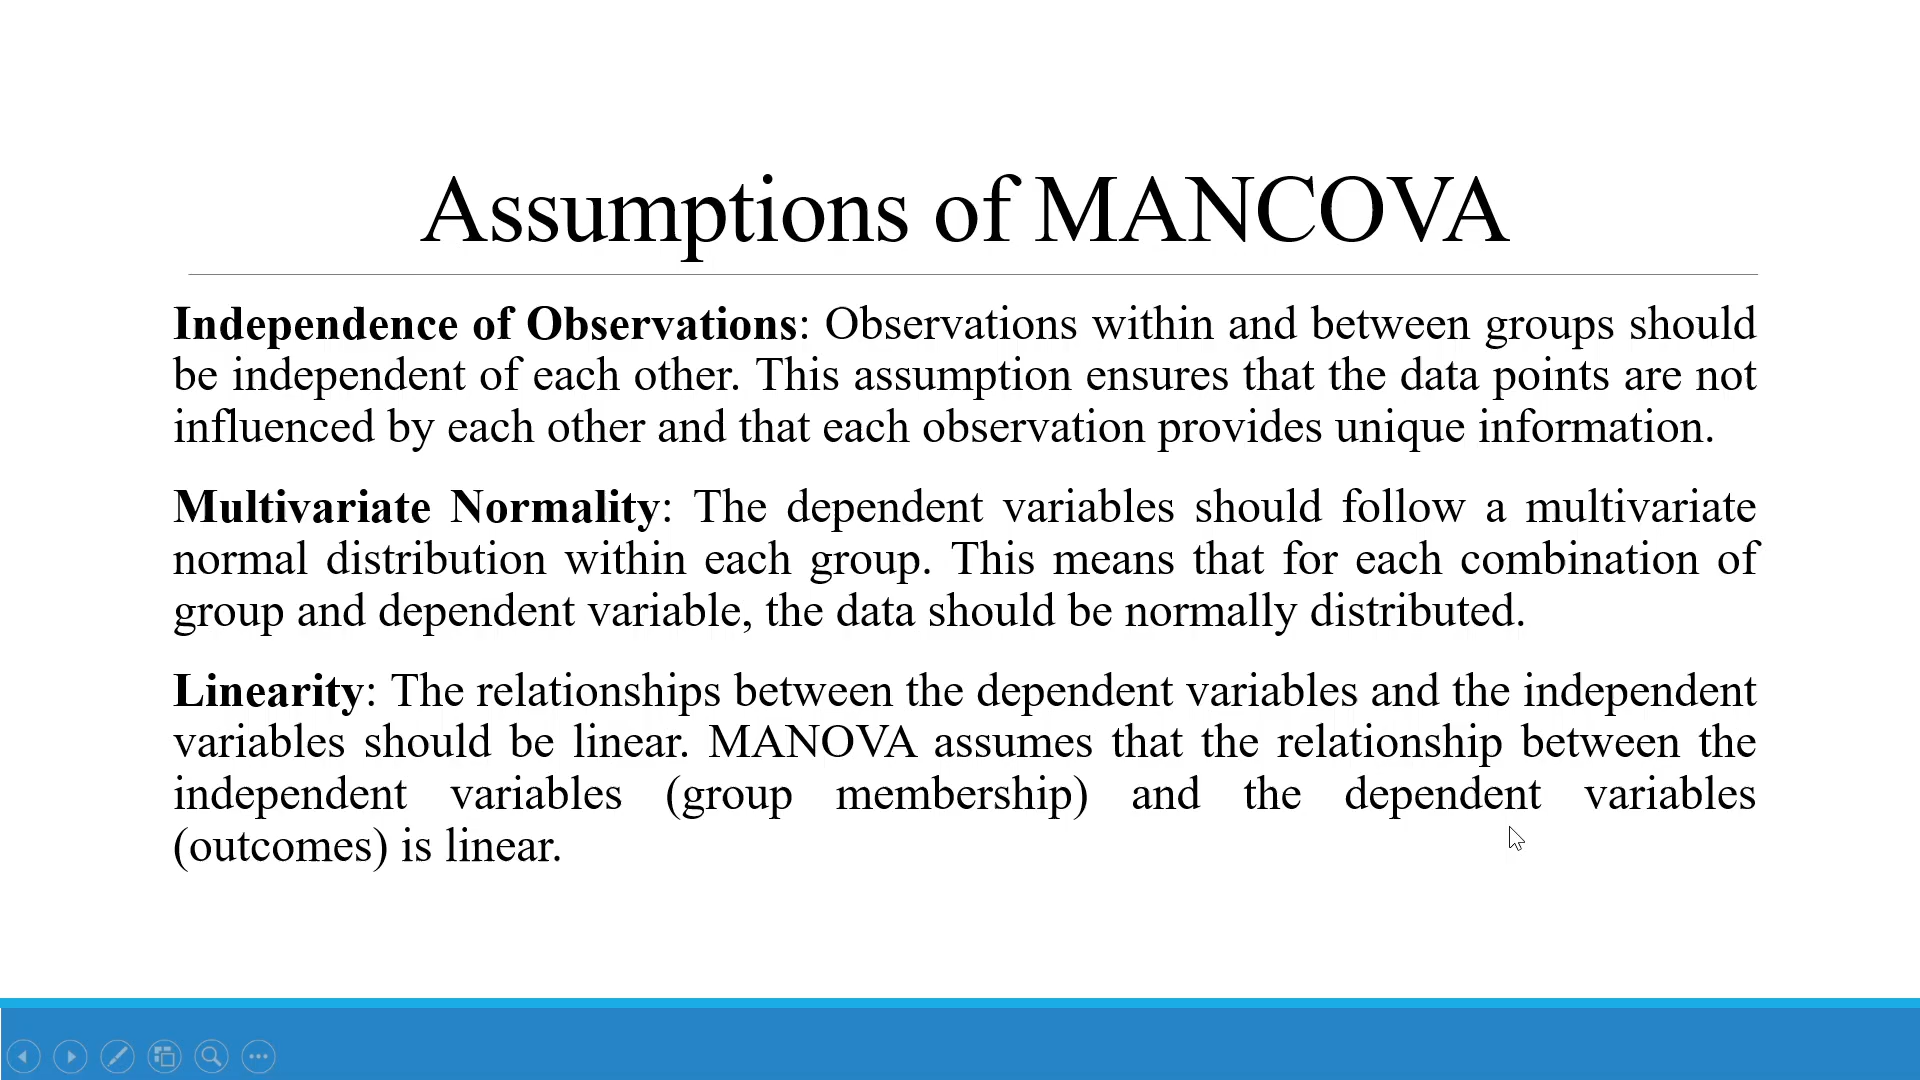 Assumptions of MANCOVA
Independence of Observations: Observations within and between groups should
be independent of each other. This assumption ensures that the data points are not
influenced by each other and that each observation provides unique information.
Multivariate Normality: The dependent variables should follow a multivariate
normal distribution within each group. This means that for each combination of
group and dependent variable, the data should be normally distributed.
Linearity: The relationships between the dependent variables and the independent
variables should be linear. MANOVA assumes that the relationship between the
independent variables (group membership) and the dependent variables
(outcomes) is linear.